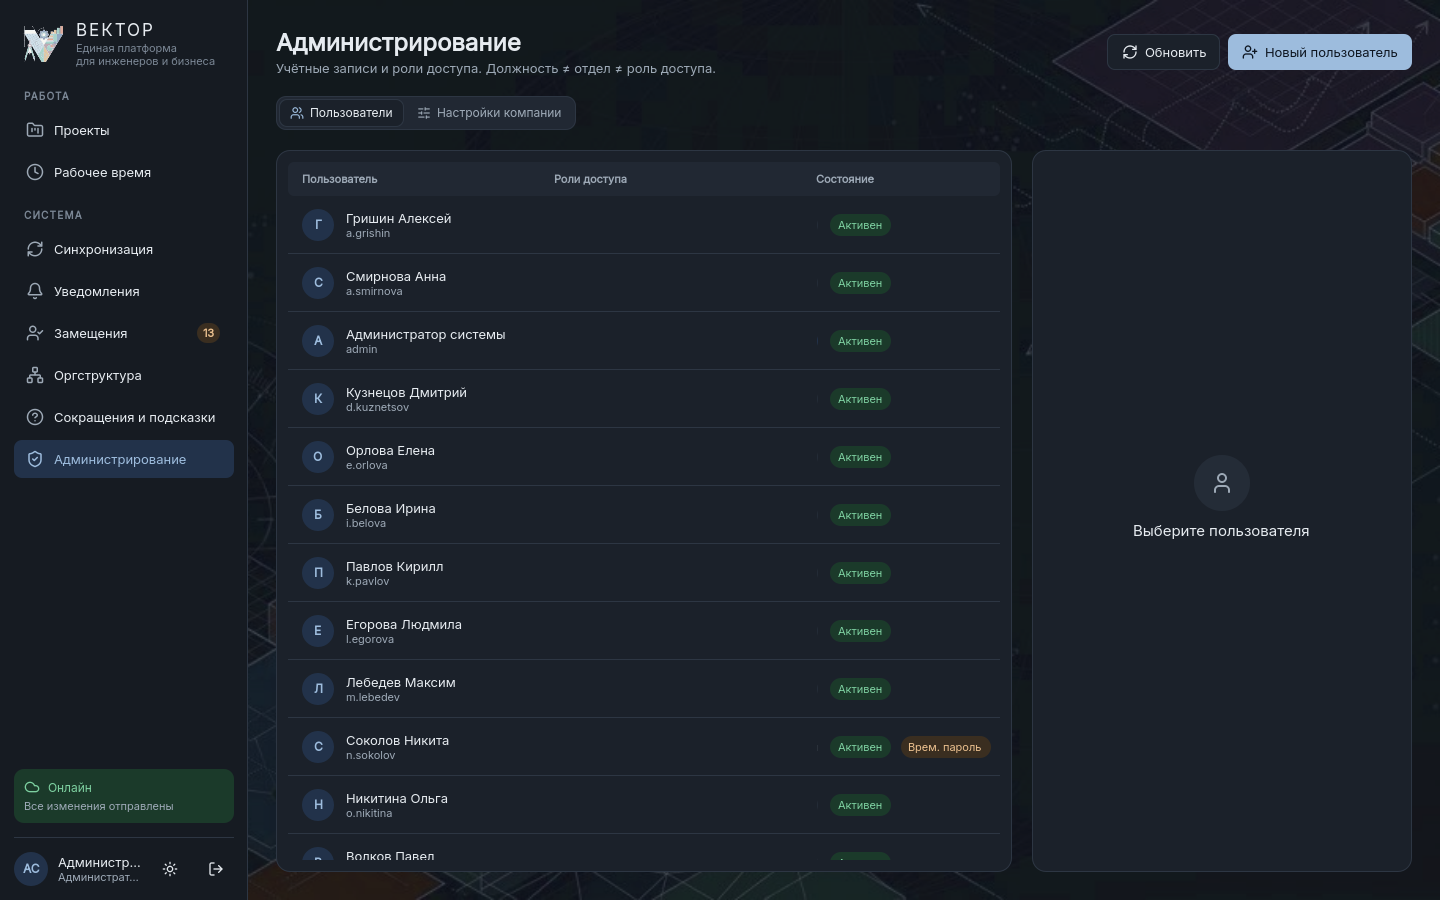 ВЕКТОР
Единая платформа
для инженеров и бизнеса
РАБОТА
Проекты
Рабочее время
СИСТЕМА
Синхронизация
Уведомления
Замещения 13
Оргструктура
Сокращения и подсказки
Администрирование
Онлайн
Все изменения отправлены
АС
Администр...
Администрат...
Администрирование
Учётные записи и роли доступа. Должность ≠ отдел ≠ роль доступа.
Обновить
Новый пользователь
Пользователи
Настройки компании
Пользователь Роли доступа Состояние
Г Гришин Алексей Активен
a.grishin
С Смирнова Анна Активен
a.smirnova
А Администратор системы Активен
admin
К Кузнецов Дмитрий Активен
d.kuznetsov
О Орлова Елена Активен
e.orlova
Б Белова Ирина Активен
i.belova
П Павлов Кирилл Активен
k.pavlov
Е Егорова Людмила Активен
l.egorova
Л Лебедев Максим Активен
m.lebedev
С Соколов Никита Активен Врем. пароль
n.sokolov
Н Никитина Ольга Активен
o.nikitina
Волков Павел
Выберите пользователя